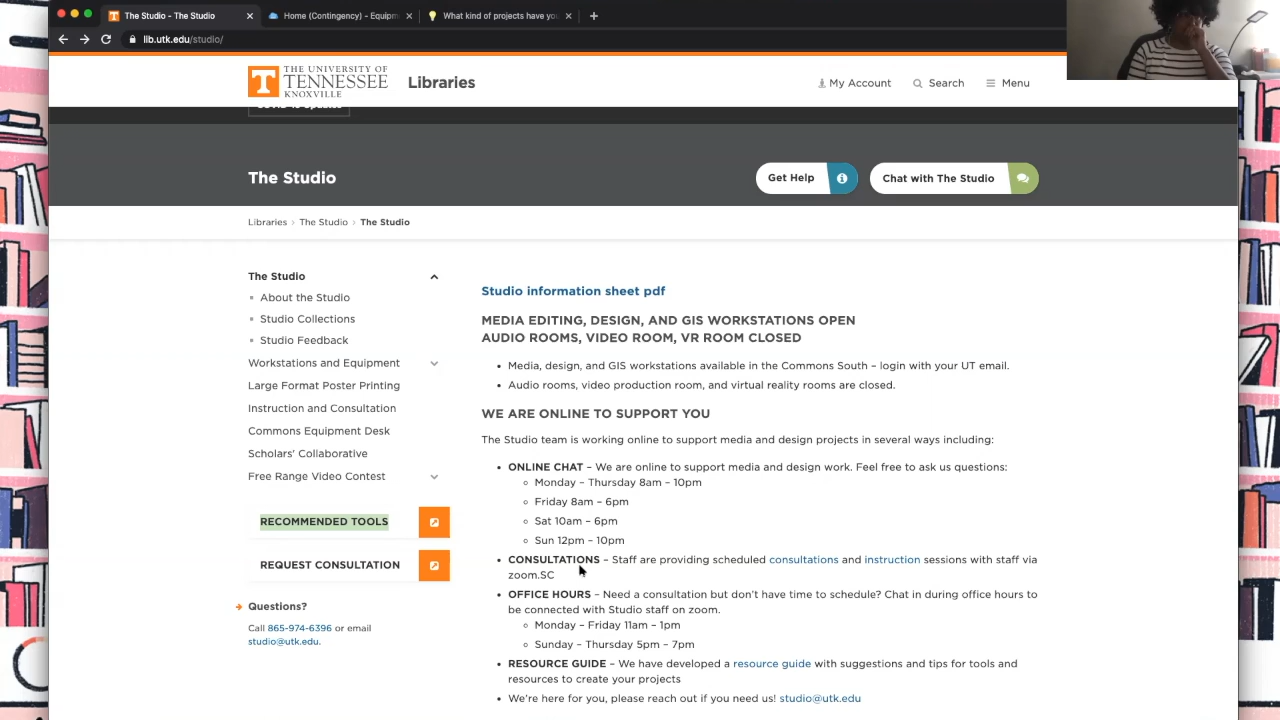 The Studio - The Studio
Home (Contingency) - Equipm
What kind of projects have you
lib.utk.edu/studio/
THE UNIVERSITY OF
TENNESSEE
KNOXVILLE
Libraries
My Account
Search
Menu
The Studio
Get Help
Chat with The Studio
Libraries > The Studio > The Studio
The Studio
About the Studio
Studio Collections
Studio Feedback
Workstations and Equipment
Large Format Poster Printing
Instruction and Consultation
Commons Equipment Desk
Scholars' Collaborative
Free Range Video Contest
RECOMMENDED TOOLS
REQUEST CONSULTATION
Questions?
Call 865-974-6396 or email
studio@utk.edu.
Studio information sheet pdf
MEDIA EDITING, DESIGN, AND GIS WORKSTATIONS OPEN
AUDIO ROOMS, VIDEO ROOM, VR ROOM CLOSED
Media, design, and GIS workstations available in the Commons South – login with your UT email.
Audio rooms, video production room, and virtual reality rooms are closed.
WE ARE ONLINE TO SUPPORT YOU
The Studio team is working online to support media and design projects in several ways including:
ONLINE CHAT – We are online to support media and design work. Feel free to ask us questions:
Monday – Thursday 8am – 10pm
Friday 8am – 6pm
Sat 10am – 6pm
Sun 12pm – 10pm
CONSULTATIONS – Staff are providing scheduled consultations and instruction sessions with staff via
zoom.SC
OFFICE HOURS – Need a consultation but don't have time to schedule? Chat in during office hours to
be connected with Studio staff on zoom.
Monday – Friday 11am – 1pm
Sunday – Thursday 5pm – 7pm
RESOURCE GUIDE – We have developed a resource guide with suggestions and tips for tools and
resources to create your projects
We're here for you, please reach out if you need us! studio@utk.edu